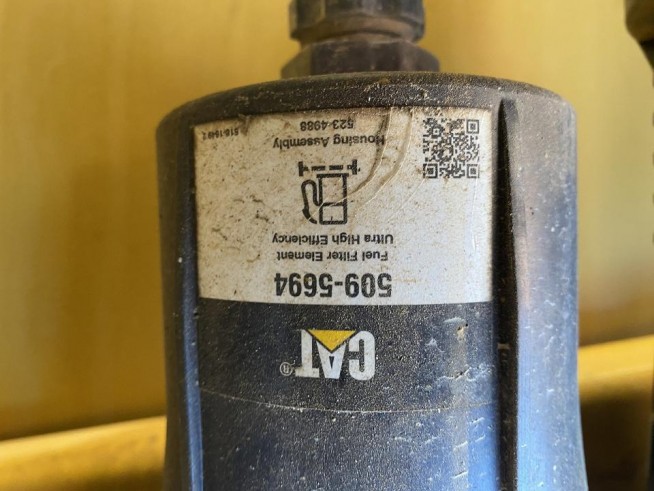 CAT®
509-5694
Fuel Filter Element
Ultra High Efficiency
Housing Assembly
523-4988